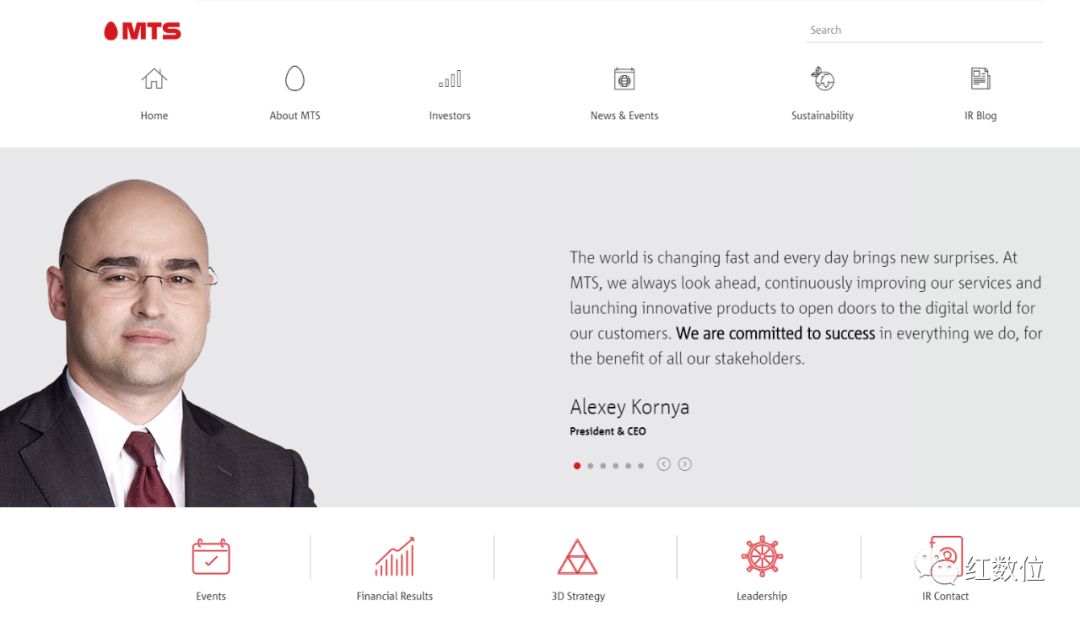 MTS
Search
Home
About MTS
Investors
News & Events
Sustainability
IR Blog
The world is changing fast and every day brings new surprises. At
MTS, we always look ahead, continuously improving our services and
launching innovative products to open doors to the digital world for
our customers. We are committed to success in everything we do, for
the benefit of all our stakeholders.
Alexey Kornya
President & CEO
Events
Financial Results
3D Strategy
Leadership
IR Contact
红数位